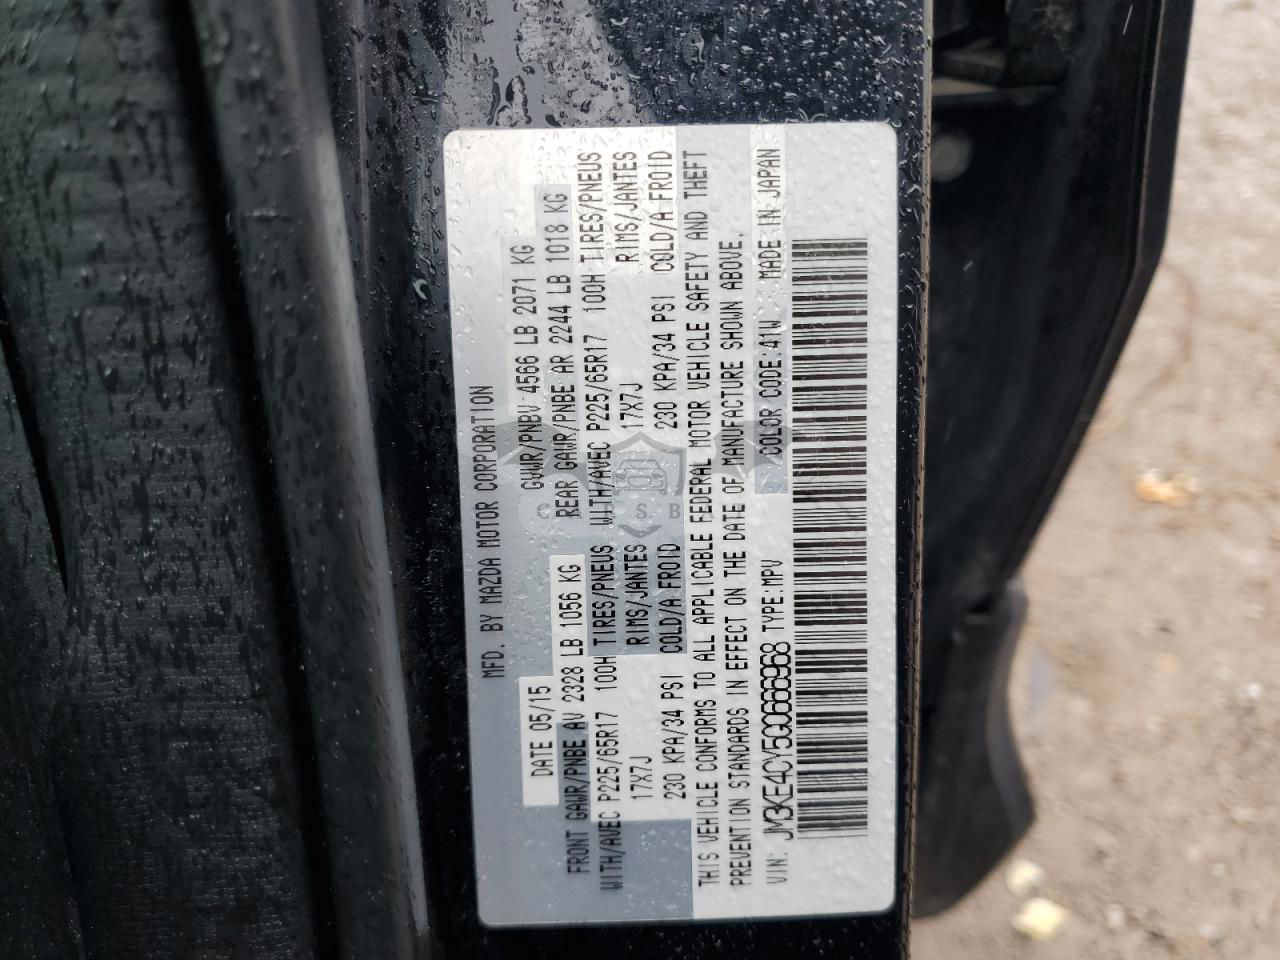 MFD. BY MAZDA MOTOR CORPORATION
DATE 05/15 GVWR/PNBV 4566 LB 2071 KG
FRONT GAWR/PNBE AV 2328 LB 1056 KG REAR GAWR/PNBE AR 2244 LB 1018 KG
WITH/AVEC P225/65R17 100H TIRES/PNEUS WITH/AVEC P225/65R17 100H TIRES/PNEUS
17X7J RIMS/JANTES 17X7J RIMS/JANTES
230 KPA/34 PSI COLD/A FROID 230 KPA/34 PSI COLD/A FROID
THIS VEHICLE CONFORMS TO ALL APPLICABLE FEDERAL MOTOR VEHICLE SAFETY AND THEFT
PREVENTION STANDARDS IN EFFECT ON THE DATE OF MANUFACTURE SHOWN ABOVE.
VIN: JM3KE4CY5G0666968 TYPE:MPV COLOR CODE:41W MADE IN JAPAN